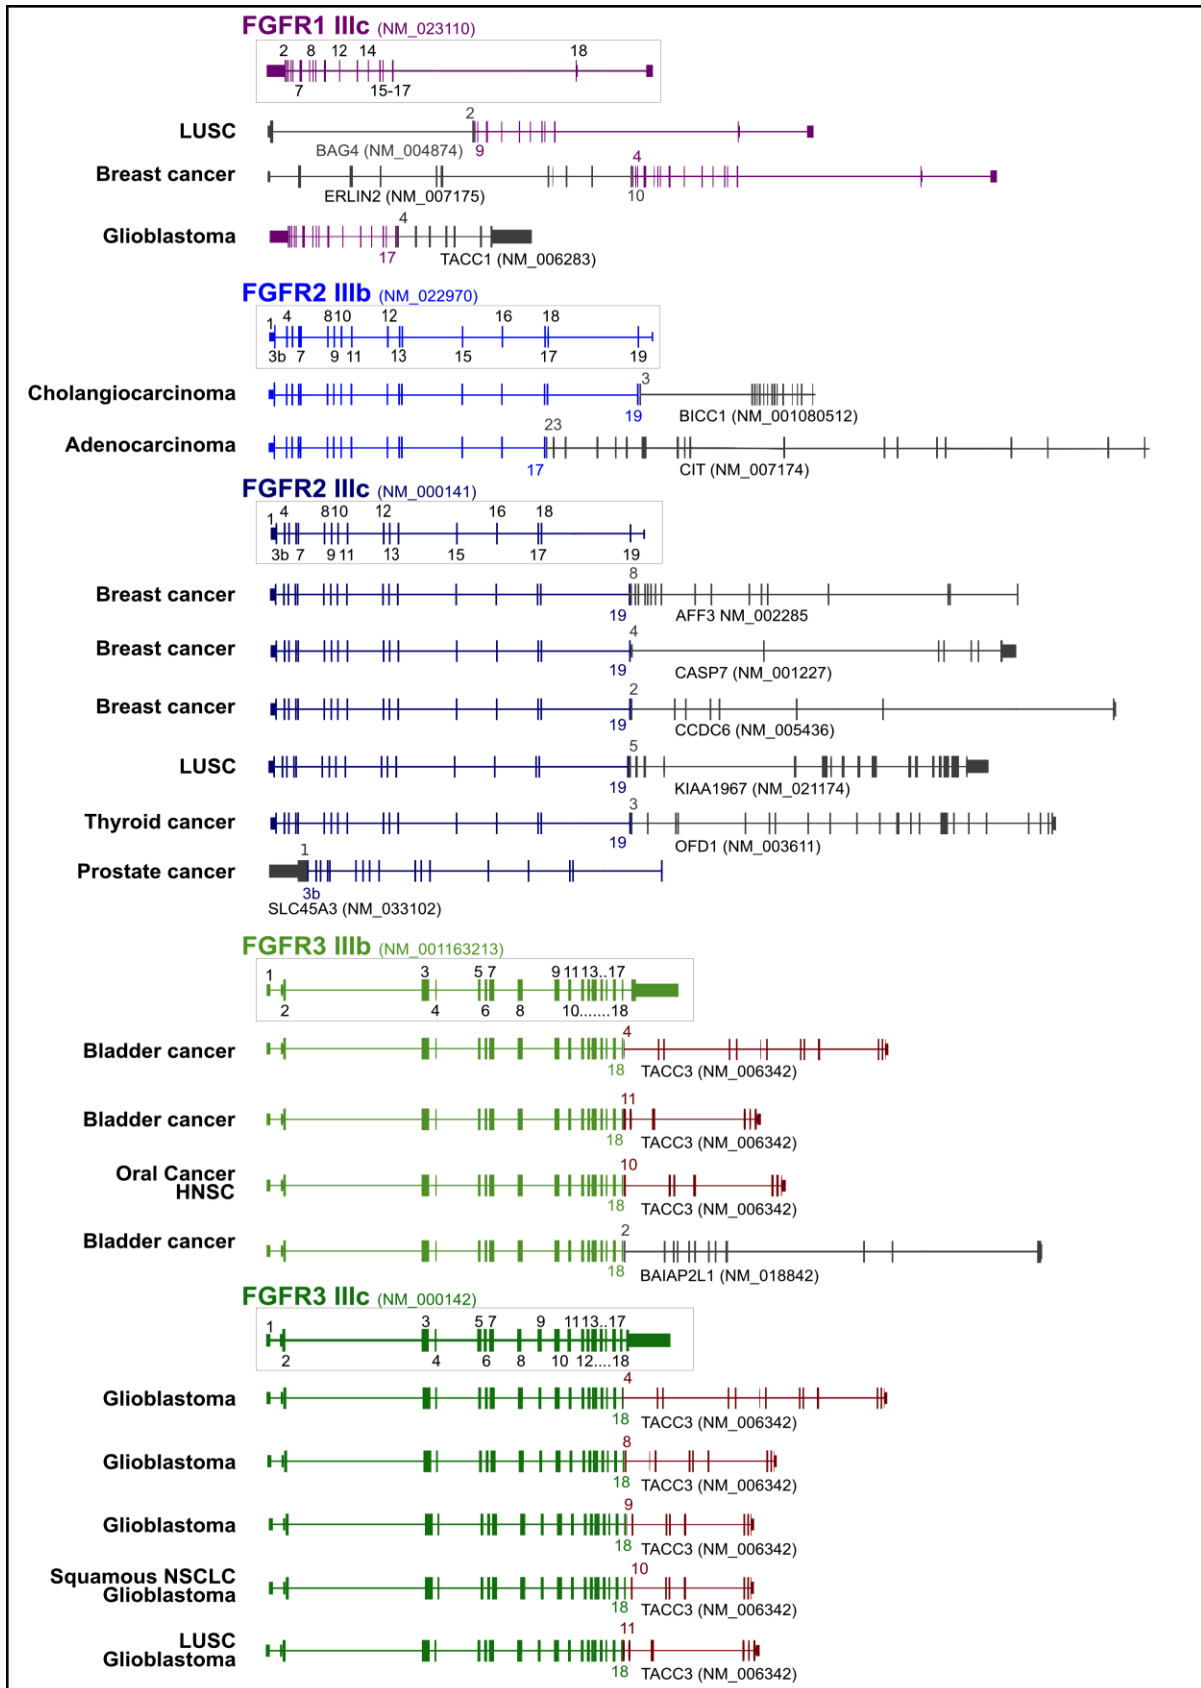 FGFR1 IIIc (NM_023110)
2 8 12 14 18
7 15-17
LUSC
2
BAG4 (NM_004874) 9
Breast cancer
4
ERLIN2 (NM_007175) 10
Glioblastoma
4
17 TACC1 (NM_006283)
FGFR2 IIIb (NM_022970)
1 4 8 10 12 16 18
3b 7 9 11 13 15 17 19
Cholangiocarcinoma
3
19 BICC1 (NM_001080512)
Adenocarcinoma
23
17 CIT (NM_007174)
FGFR2 IIIc (NM_000141)
1 4 8 10 12 16 18
3b 7 9 11 13 15 17 19
Breast cancer
8
19 AFF3 NM_002285
Breast cancer
4
19 CASP7 (NM_001227)
Breast cancer
2
19 CCDC6 (NM_005436)
LUSC
5
19 KIAA1967 (NM_021174)
Thyroid cancer
3
19 OFD1 (NM_003611)
Prostate cancer
1
3b
SLC45A3 (NM_033102)
FGFR3 IIIb (NM_001163213)
1 3 5 7 9 11 13.. 17
2 4 6 8 10....... 18
Bladder cancer
4
18 TACC3 (NM_006342)
Bladder cancer
11
18 TACC3 (NM_006342)
Oral Cancer
HNSC
10
18 TACC3 (NM_006342)
Bladder cancer
2
18 BAIAP2L1 (NM_018842)
FGFR3 IIIc (NM_000142)
1 3 5 7 9 11 13.. 17
2 4 6 8 10 12.... 18
Glioblastoma
4
18 TACC3 (NM_006342)
Glioblastoma
8
18 TACC3 (NM_006342)
Glioblastoma
9
18 TACC3 (NM_006342)
Squamous NSCLC
Glioblastoma
10
18 TACC3 (NM_006342)
LUSC
Glioblastoma
11
18 TACC3 (NM_006342)